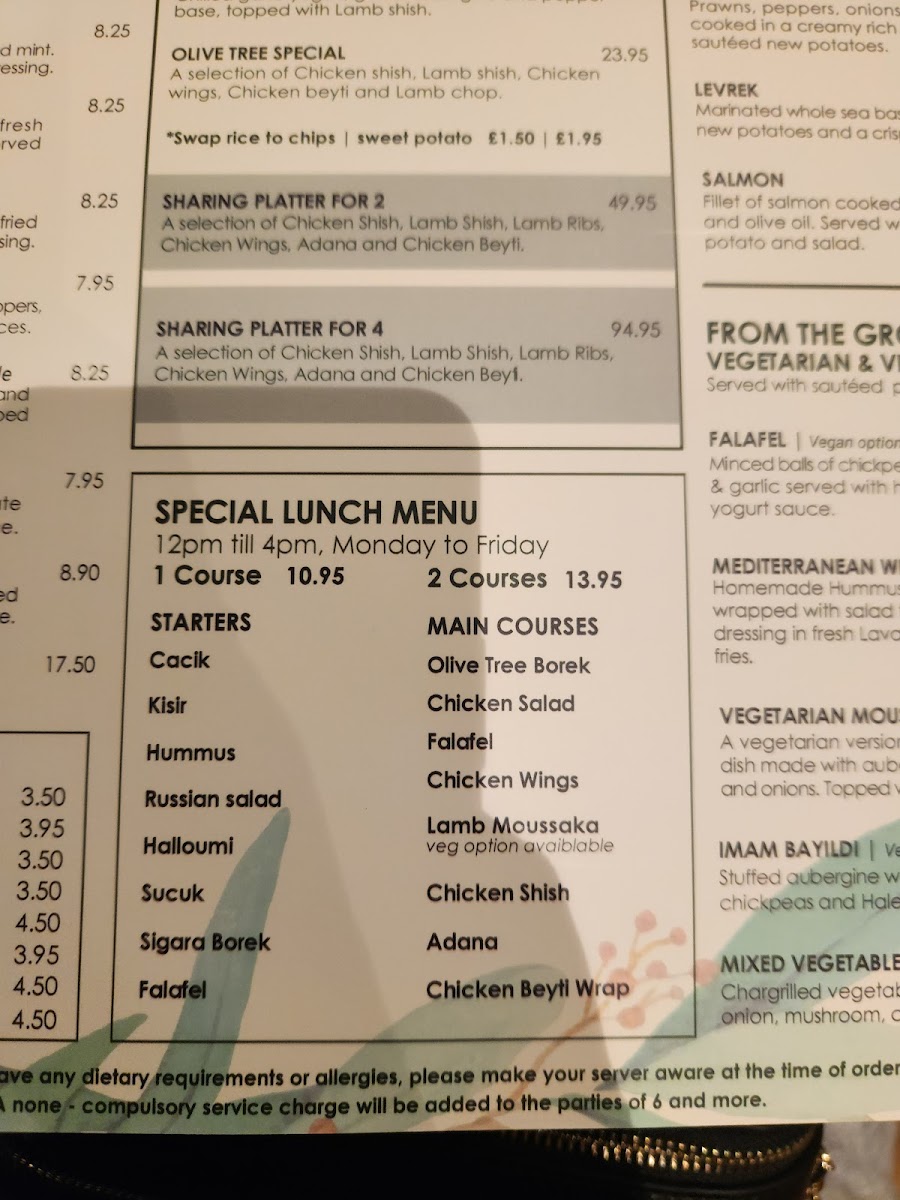 8.25
d mint.
essing.
8.25
fresh
rved
8.25
fried
sing.
7.95
ppers,
ces.
8.25
and
ped
7.95
e.
8.90
ed
e.
17.50
3.50
3.95
3.50
3.50
4.50
3.95
4.50
4.50
base, topped with Lamb shish.
OLIVE TREE SPECIAL 23.95
A selection of Chicken shish, Lamb shish, Chicken
wings, Chicken beyti and Lamb chop.
*Swap rice to chips | sweet potato £1.50 | £1.95
SHARING PLATTER FOR 2 49.95
A selection of Chicken Shish, Lamb Shish, Lamb Ribs,
Chicken Wings, Adana and Chicken Beyti.
SHARING PLATTER FOR 4 94.95
A selection of Chicken Shish, Lamb Shish, Lamb Ribs,
Chicken Wings, Adana and Chicken Beyti.
SPECIAL LUNCH MENU
12pm till 4pm, Monday to Friday
1 Course 10.95
2 Courses 13.95
STARTERS
Cacik
Kisir
Hummus
Russian salad
Halloumi
Sucuk
Sigara Borek
Falafel
MAIN COURSES
Olive Tree Borek
Chicken Salad
Falafel
Chicken Wings
Lamb Moussaka
veg option avaiblable
Chicken Shish
Adana
Chicken Beyti Wrap
Prawns, peppers, onions
cooked in a creamy rich
sautéed new potatoes.
LEVREK
Marinated whole sea bas
new potatoes and a cris
SALMON
Fillet of salmon cooked
and olive oil. Served w
potato and salad.
FROM THE GRO
VEGETARIAN & VE
Served with sautéed p
FALAFEL | Vegan option
Minced balls of chickpe
& garlic served with h
yogurt sauce.
MEDITERRANEAN W
Homemade Hummus
wrapped with salad
dressing in fresh Lava
fries.
VEGETARIAN MOUS
A vegetarian version
dish made with aube
and onions. Topped w
IMAM BAYILDI | Ve
Stuffed aubergine w
chickpeas and Hale
MIXED VEGETABLE
Chargrilled vegetab
onion, mushroom, c
ave any dietary requirements or allergies, please make your server aware at the time of order
A none - compulsory service charge will be added to the parties of 6 and more.